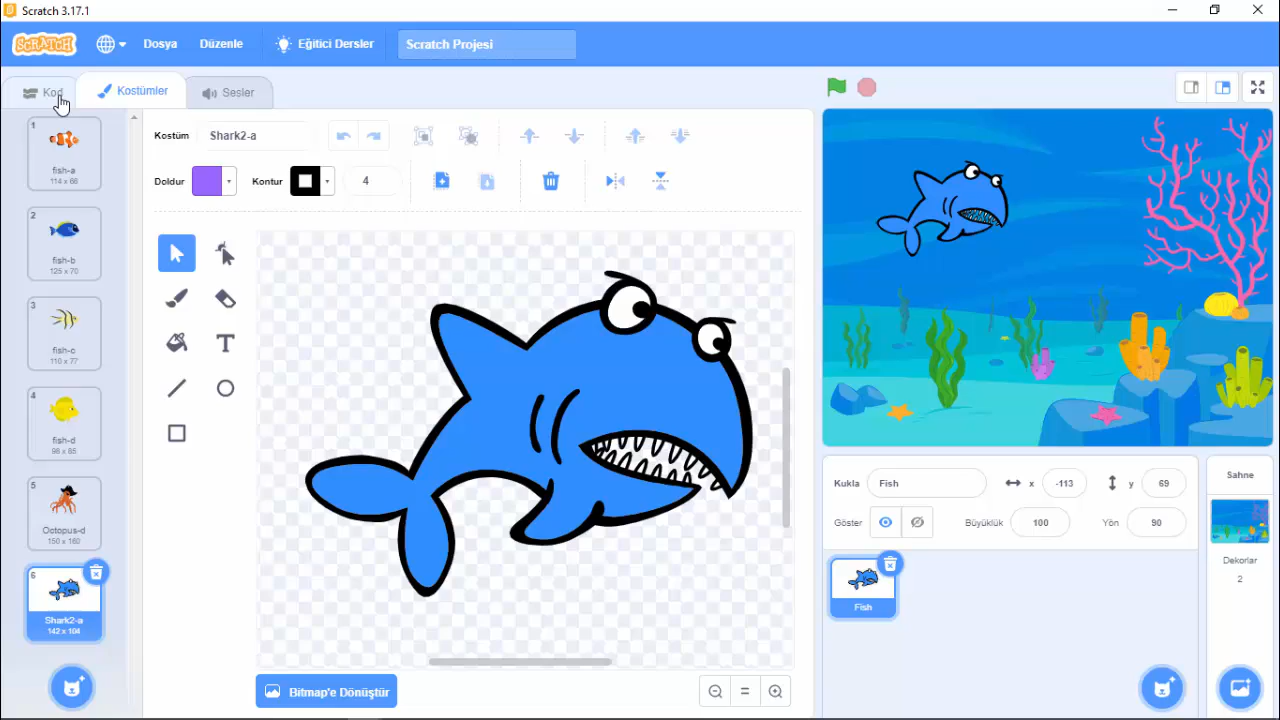 Scratch 3.17.1
SCRATCH
Dosya
Düzenle
Eğitici Dersler
Scratch Projesi
Kod
Kostümler
Sesler
Kostüm
Shark2-a
Doldur
Kontur
4
1
fish-a
114 x 66
2
fish-b
125 x 70
3
fish-c
110 x 77
4
fish-d
98 x 85
5
Octopus-d
150 x 160
6
Shark2-a
142 x 104
Bitmap'e Dönüştür
Kukla
Fish
x
-113
y
69
Göster
Büyüklük
100
Yön
90
Fish
Sahne
Dekorlar
2